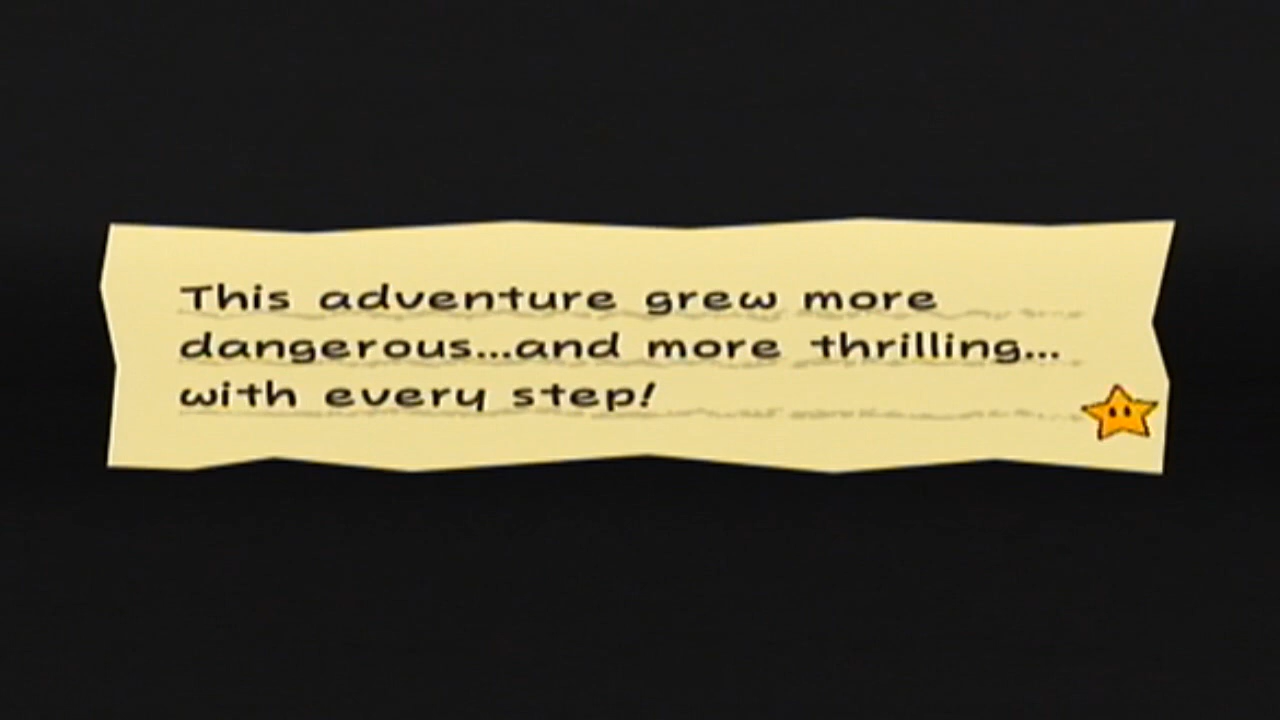 This adventure grew more
dangerous...and more thrilling...
with every step!